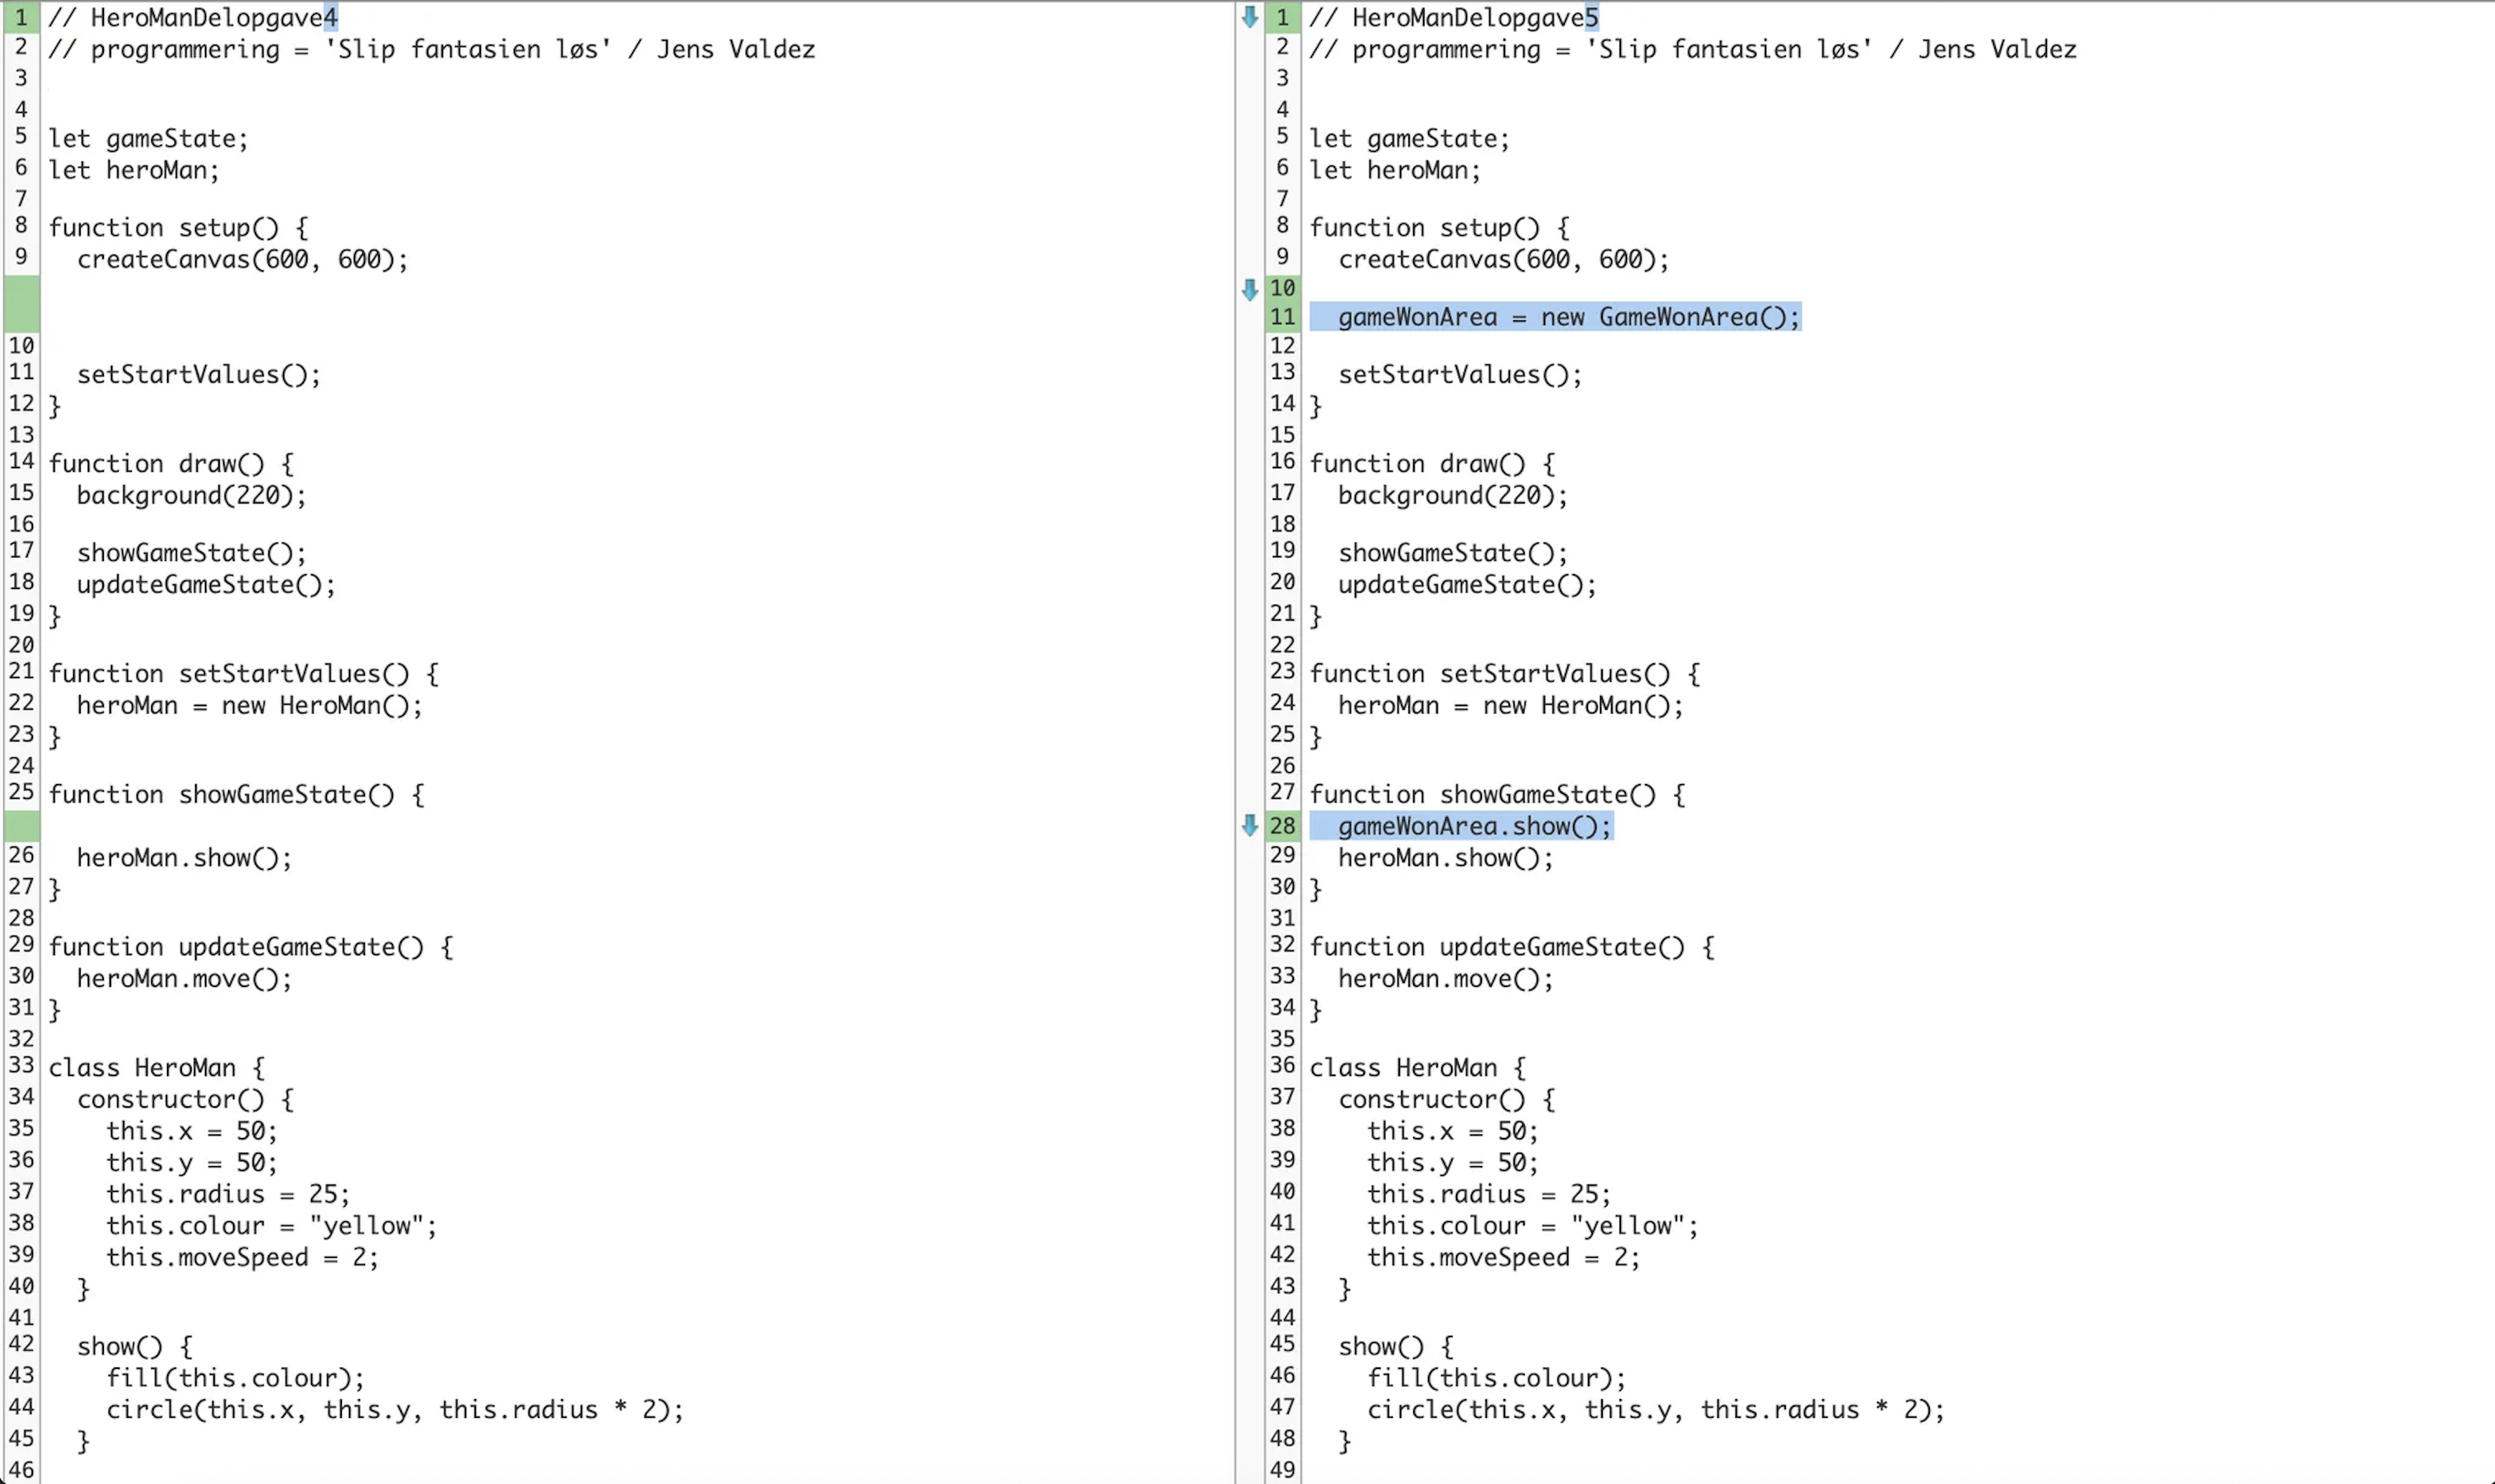 1 // HeroManDelopgave4
2 // programmering = 'Slip fantasien løs' / Jens Valdez
3
4
5 let gameState;
6 let heroMan;
7
8 function setup() {
9   createCanvas(600, 600);
10
11   setStartValues();
12 }
13
14 function draw() {
15   background(220);
16
17   showGameState();
18   updateGameState();
19 }
20
21 function setStartValues() {
22   heroMan = new HeroMan();
23 }
24
25 function showGameState() {
26   heroMan.show();
27 }
28
29 function updateGameState() {
30   heroMan.move();
31 }
32
33 class HeroMan {
34   constructor() {
35     this.x = 50;
36     this.y = 50;
37     this.radius = 25;
38     this.colour = "yellow";
39     this.moveSpeed = 2;
40   }
41
42   show() {
43     fill(this.colour);
44     circle(this.x, this.y, this.radius * 2);
45   }
46
1 // HeroManDelopgave5
2 // programmering = 'Slip fantasien løs' / Jens Valdez
3
4
5 let gameState;
6 let heroMan;
7
8 function setup() {
9   createCanvas(600, 600);
10
11   gameWonArea = new GameWonArea();
12
13   setStartValues();
14 }
15
16 function draw() {
17   background(220);
18
19   showGameState();
20   updateGameState();
21 }
22
23 function setStartValues() {
24   heroMan = new HeroMan();
25 }
26
27 function showGameState() {
28   gameWonArea.show();
29   heroMan.show();
30 }
31
32 function updateGameState() {
33   heroMan.move();
34 }
35
36 class HeroMan {
37   constructor() {
38     this.x = 50;
39     this.y = 50;
40     this.radius = 25;
41     this.colour = "yellow";
42     this.moveSpeed = 2;
43   }
44
45   show() {
46     fill(this.colour);
47     circle(this.x, this.y, this.radius * 2);
48   }
49